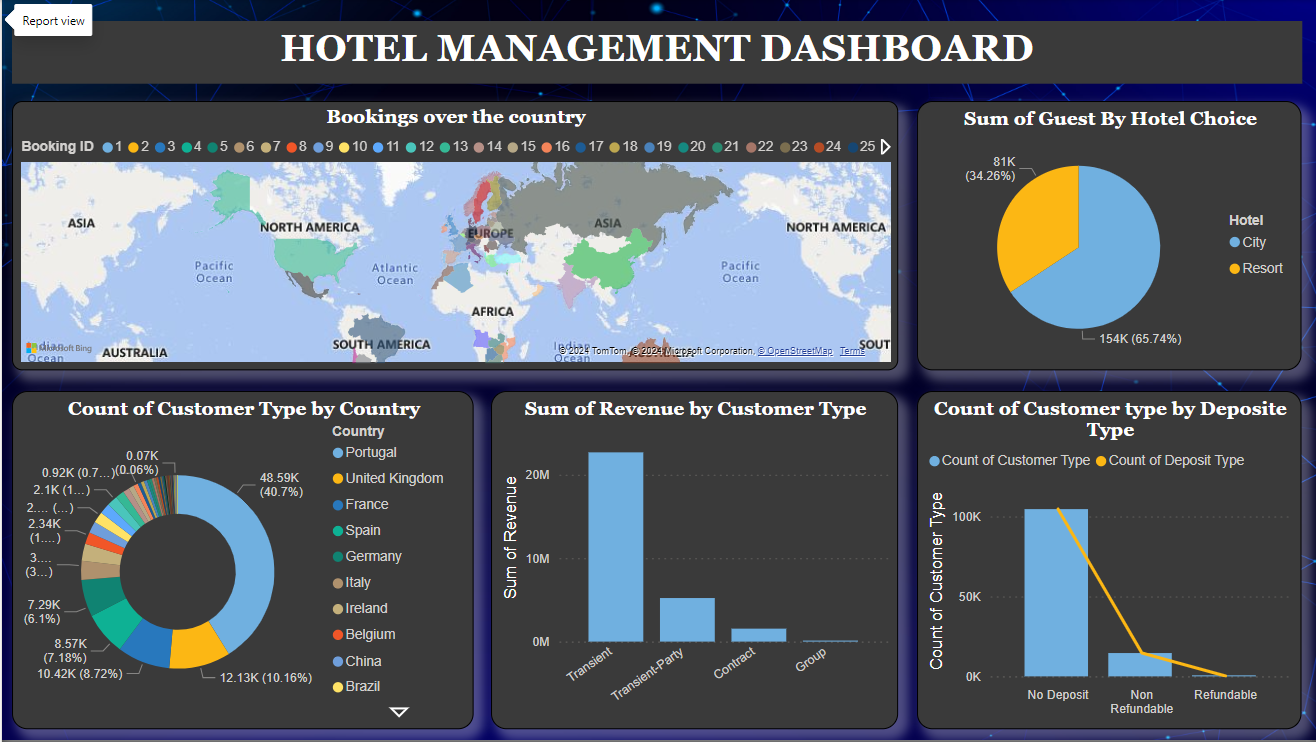 Report view
HOTEL MANAGEMENT DASHBOARD
Bookings over the country
Booking ID 1 2 3 4 5 6 7 8 9 10 11 12 13 14 15 16 17 18 19 20 21 22 23 24 25
ASIA
NORTH AMERICA
EUROPE
ASIA
NORTH AMERICA
Pacific
Ocean
Atlantic
Ocean
Pacific
Ocean
AFRICA
SOUTH AMERICA
AUSTRALIA
Indian
Ocean
Microsoft Bing
Indian
SOUT
© 2024 TomTom, © 2024 Microsoft Corporation, © OpenStreetMap Terms
Sum of Guest By Hotel Choice
81K
(34.26%)
154K (65.74%)
Hotel
City
Resort
Count of Customer Type by Country
0.07K
(0.06%)
0.92K (0.7...)
2.1K (1...)
2.... (...)
2.34K
(1....)
3....
(3...)
7.29K
(6.1%)
8.57K
(7.18%)
10.42K (8.72%)
12.13K (10.16%)
48.59K
(40.7%)
Country
Portugal
United Kingdom
France
Spain
Germany
Italy
Ireland
Belgium
China
Brazil
Sum of Revenue by Customer Type
Sum of Revenue
20M
10M
0M
Transient
Transient-Party
Contract
Group
Count of Customer type by Deposite
Type
Count of Customer Type Count of Deposit Type
Count of Customer Type
100K
50K
0K
No Deposit
Non
Refundable
Refundable